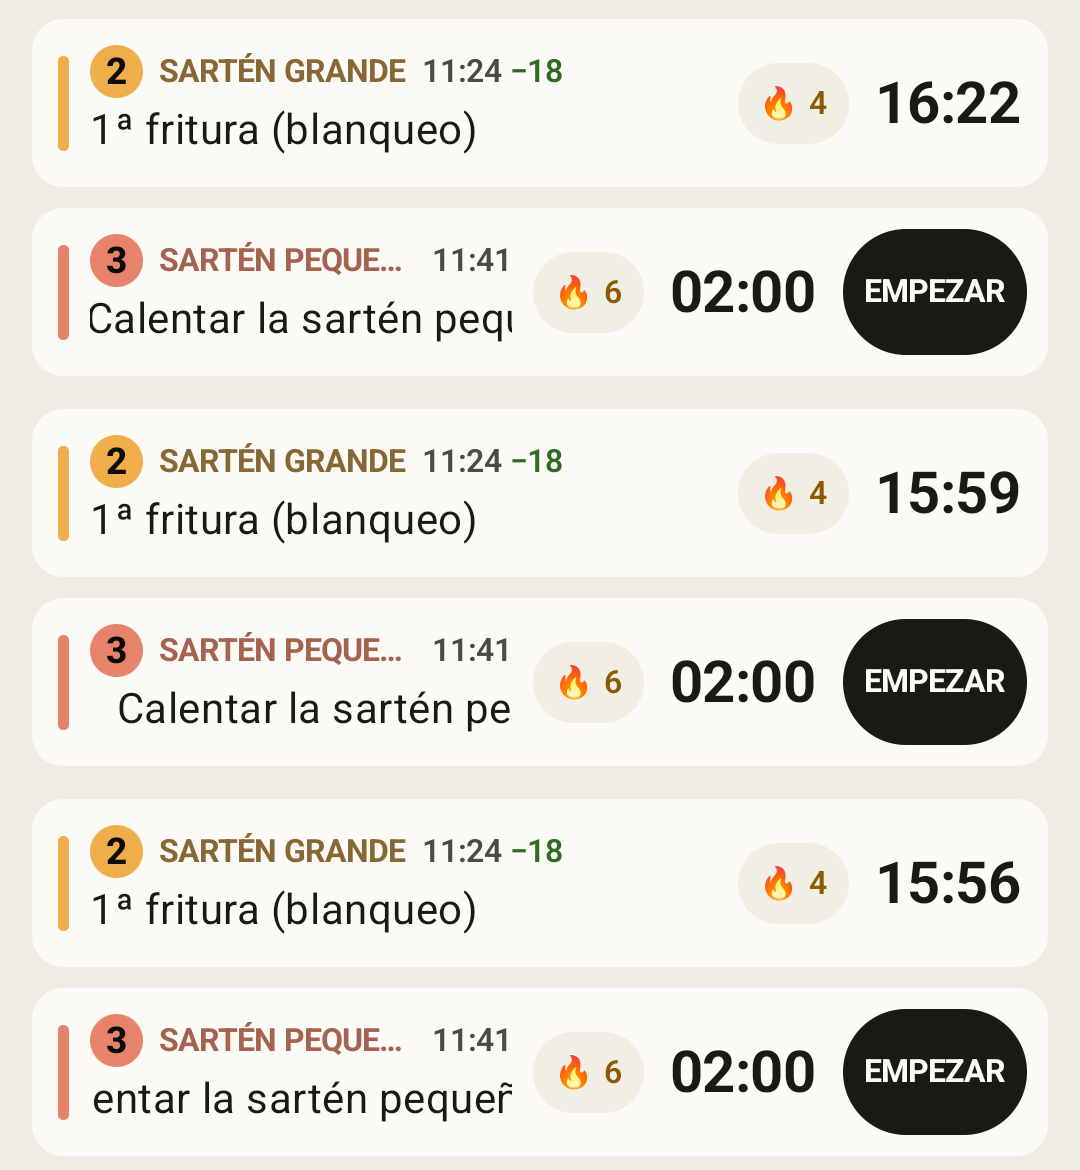 2 SARTÉN GRANDE 11:24 −18
1ª fritura (blanqueo)
🔥 4 16:22
3 SARTÉN PEQUE... 11:41
Calentar la sartén pequ
🔥 6 02:00 EMPEZAR
2 SARTÉN GRANDE 11:24 −18
1ª fritura (blanqueo)
🔥 4 15:59
3 SARTÉN PEQUE... 11:41
Calentar la sartén pe
🔥 6 02:00 EMPEZAR
2 SARTÉN GRANDE 11:24 −18
1ª fritura (blanqueo)
🔥 4 15:56
3 SARTÉN PEQUE... 11:41
entar la sartén pequeñ
🔥 6 02:00 EMPEZAR